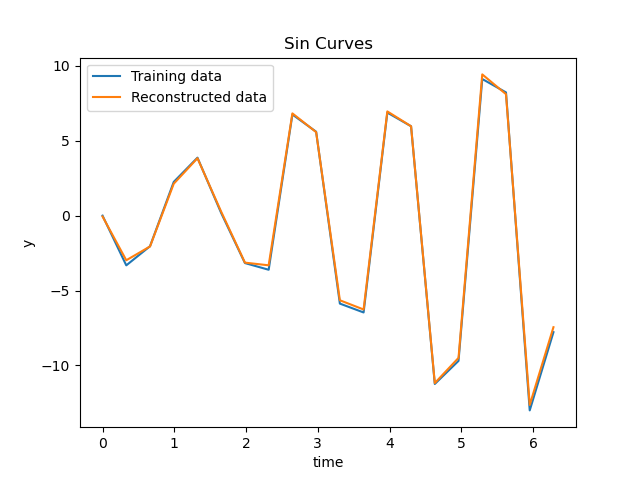 Sin Curves
Training data
Reconstructed data
10
5
0
−5
−10
y
0 1 2 3 4 5 6
time